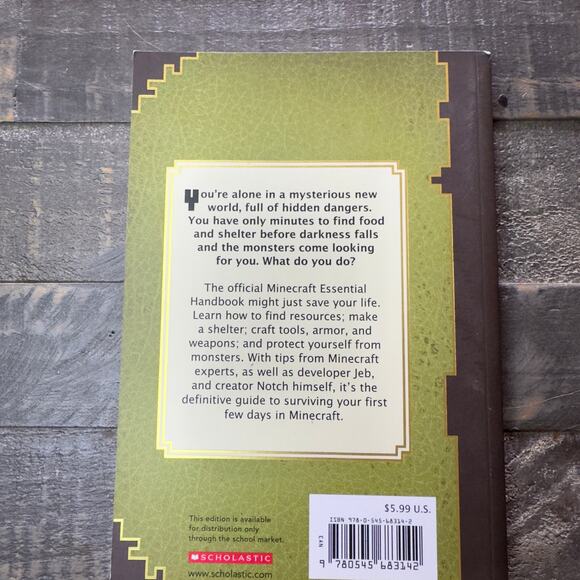 You're alone in a mysterious new
world, full of hidden dangers.
You have only minutes to find food
and shelter before darkness falls
and the monsters come looking
for you. What do you do?
The official Minecraft Essential
Handbook might just save your life.
Learn how to find resources; make
a shelter; craft tools, armor, and
weapons; and protect yourself from
monsters. With tips from Minecraft
experts, as well as developer Jeb,
and creator Notch himself, it's the
definitive guide to surviving your first
few days in Minecraft.
This edition is available
for distribution only
through the school market.
SCHOLASTIC
www.scholastic.com
$5.99 U.S.
ISBN 978-0-545-68314-2
CAN
9 780545 683142